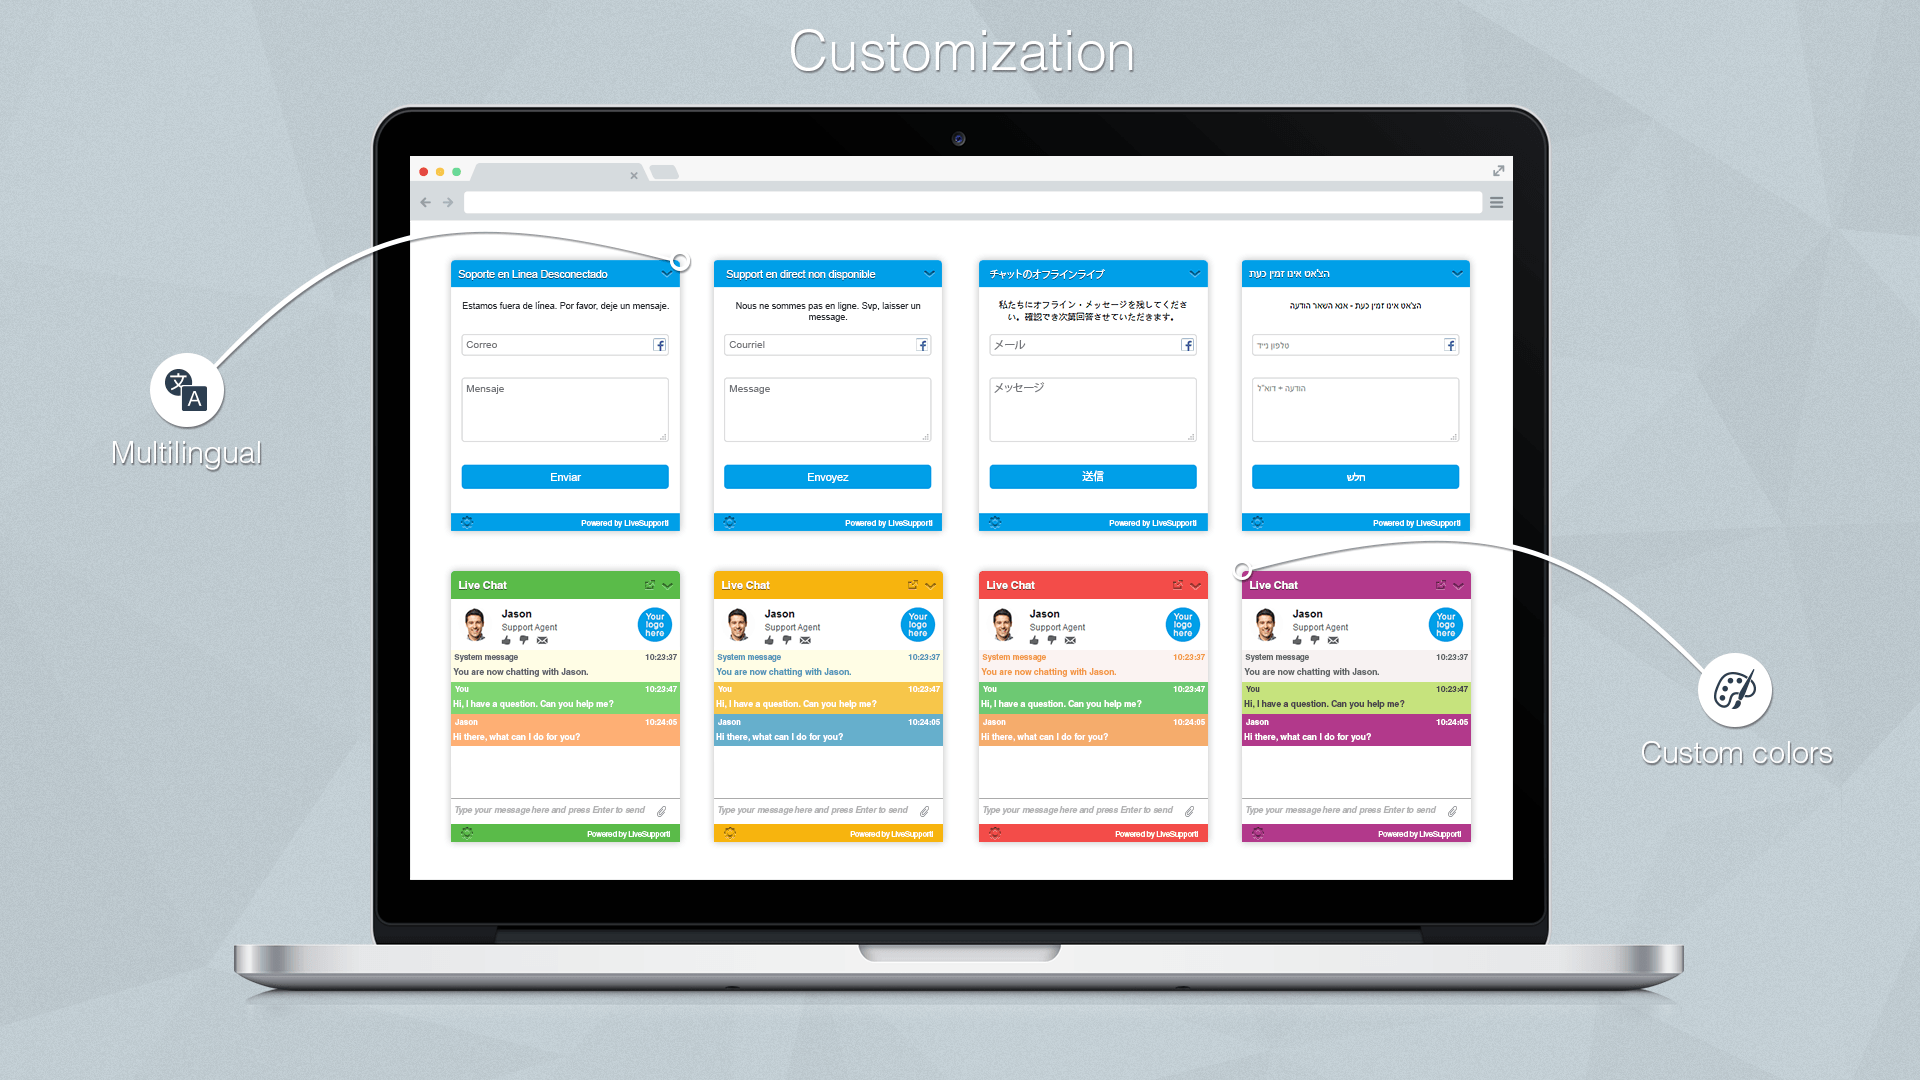 Customization
Soporte en Linea Desconectado
Estamos fuera de línea. Por favor, deje un mensaje.
Correo
Mensaje
Enviar
Powered by LiveSupporti
Support en direct non disponible
Nous ne sommes pas en ligne. Svp, laisser un
message.
Courriel
Message
Envoyez
Powered by LiveSupporti
チャットのオフラインライブ
私たちにオフライン・メッセージを残してくださ
い。確認でき次第回答させていただきます。
メール
メッセージ
送信
Powered by LiveSupporti
הצ'אט אינו זמין כעת
הצ'אט אינו זמין כעת - אנא השאר הודעה
טלפון נייד
הודעה + דוא"ל
חלש
Powered by LiveSupporti
Multilingual
Live Chat
Jason
Support Agent
Your
logo
here
System message 10:23:37
You are now chatting with Jason.
You 10:23:47
Hi, I have a question. Can you help me?
Jason 10:24:05
Hi there, what can I do for you?
Type your message here and press Enter to send
Powered by LiveSupporti
Live Chat
Jason
Support Agent
Your
logo
here
System message 10:23:37
You are now chatting with Jason.
You 10:23:47
Hi, I have a question. Can you help me?
Jason 10:24:05
Hi there, what can I do for you?
Type your message here and press Enter to send
Powered by LiveSupporti
Live Chat
Jason
Support Agent
Your
logo
here
System message 10:23:37
You are now chatting with Jason.
You 10:23:47
Hi, I have a question. Can you help me?
Jason 10:24:05
Hi there, what can I do for you?
Type your message here and press Enter to send
Powered by LiveSupporti
Live Chat
Jason
Support Agent
Your
logo
here
System message 10:23:37
You are now chatting with Jason.
You 10:23:47
Hi, I have a question. Can you help me?
Jason 10:24:05
Hi there, what can I do for you?
Type your message here and press Enter to send
Powered by LiveSupporti
Custom colors